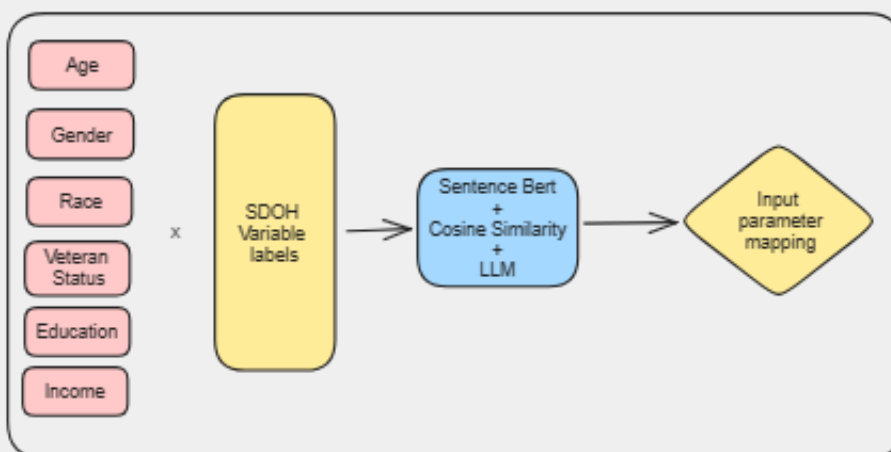 Age
Gender
Race
Veteran
Status
Education
Income
x
SDOH
Variable
labels
Sentence Bert
+
Cosine Similarity
+
LLM
Input
parameter
mapping